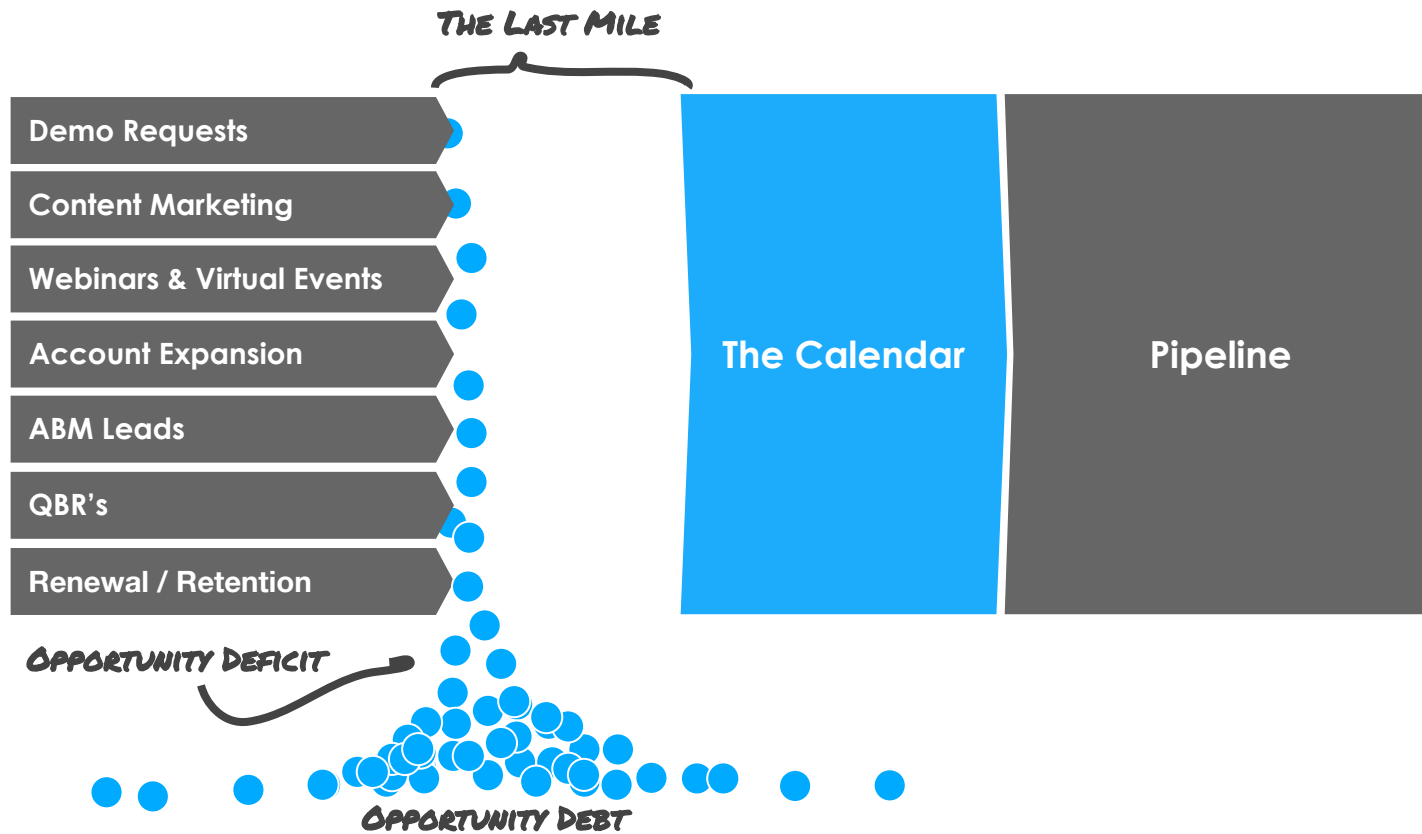 The Last Mile
Demo Requests
Content Marketing
Webinars & Virtual Events
Account Expansion
ABM Leads
QBR’s
Renewal / Retention
The Calendar
Pipeline
Opportunity Deficit
Opportunity Debt